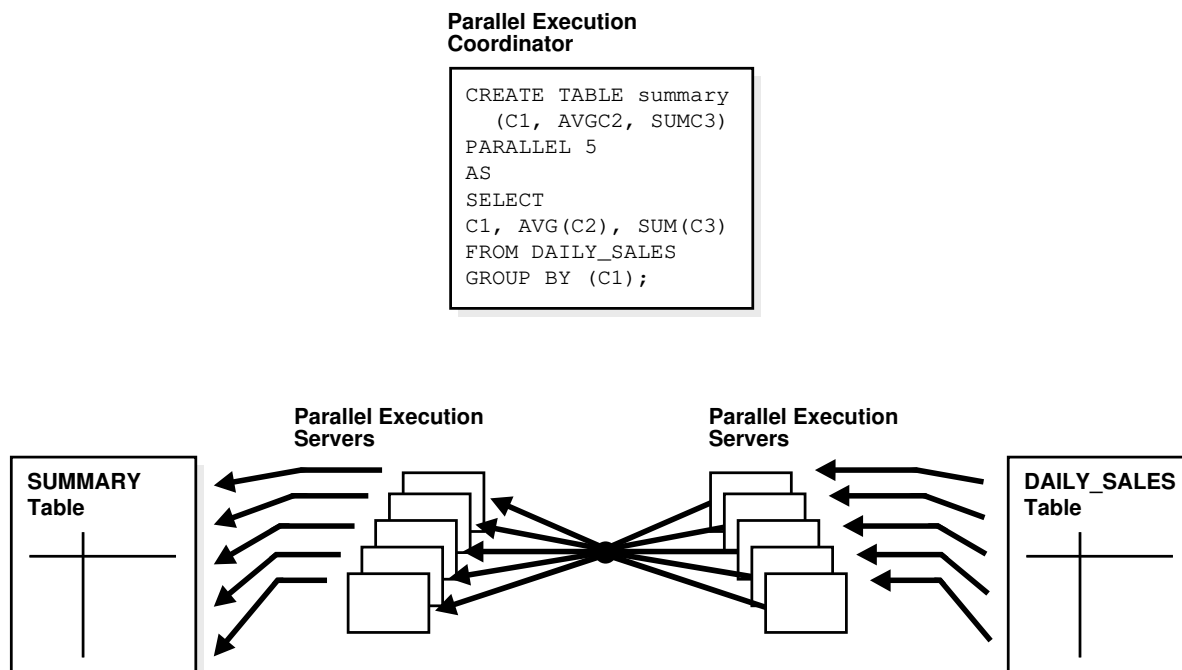 Parallel Execution
Coordinator
CREATE TABLE summary
(C1, AVGC2, SUMC3)
PARALLEL 5
AS
SELECT
C1, AVG(C2), SUM(C3)
FROM DAILY_SALES
GROUP BY (C1);
Parallel Execution
Servers
Parallel Execution
Servers
SUMMARY
Table
DAILY_SALES
Table